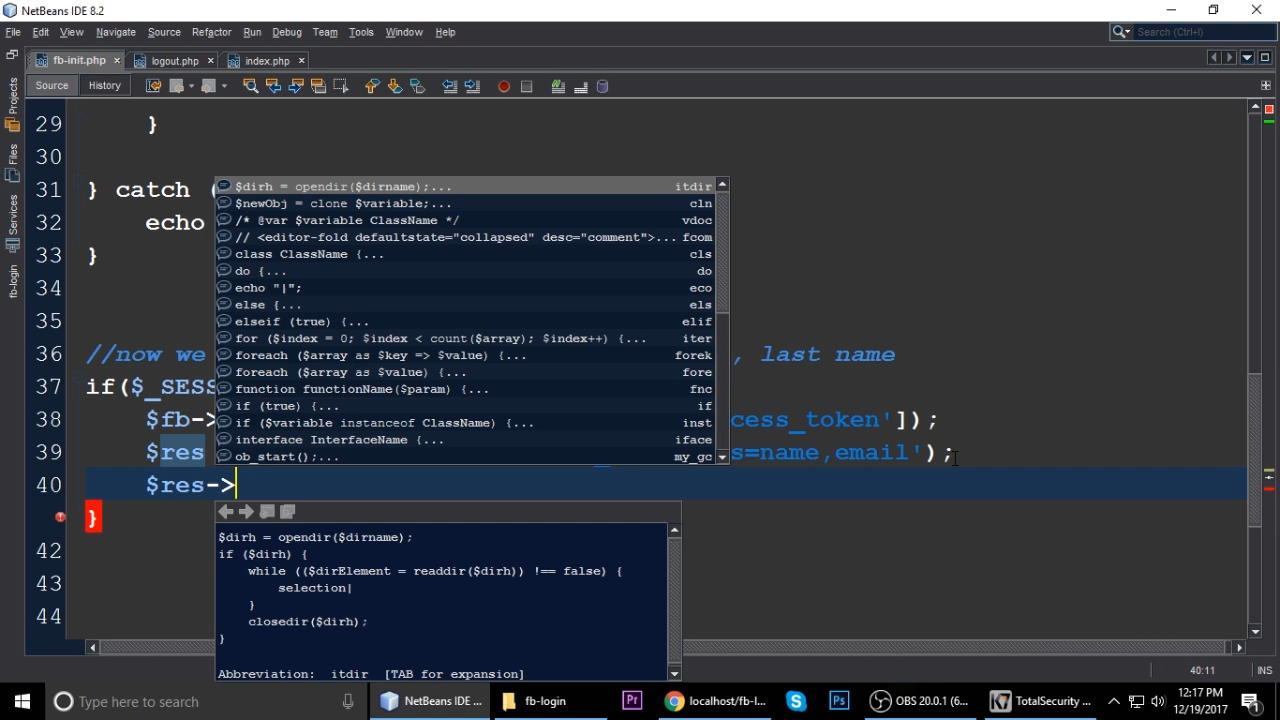 NetBeans IDE 8.2
File Edit View Navigate Source Refactor Run Debug Team Tools Window Help
Search (Ctrl+I)
fb-init.php logout.php index.php
Source History
Projects
Files
Services
fb-login
29 }
30
31 } catch (
32 echo
33 }
34
35
36 //now we , last name
37 if($_SESS
38 $fb-> cess_token']);
39 $res s=name,email');
40 $res->
}
42
43
44
$dirh = opendir($dirname);... itdir
$newObj = clone $variable;... cln
/* @var $variable ClassName */ vdoc
// <editor-fold defaultstate="collapsed" desc="comment">... fcom
class ClassName {... cls
do {... do
echo "|"; eco
else {... els
elseif (true) {... elif
for ($index = 0; $index < count($array); $index++) {... iter
foreach ($array as $key => $value) {... forek
foreach ($array as $value) {... fore
function functionName($param) {... fnc
if (true) {... if
if ($variable instanceof ClassName) {... inst
interface InterfaceName {... iface
ob_start();... my_gc
$dirh = opendir($dirname);
if ($dirh) {
while (($dirElement = readdir($dirh)) !== false) {
selection|
}
closedir($dirh);
}
Abbreviation: itdir [TAB for expansion]
40:11 INS
Type here to search
NetBeans IDE ...
fb-login
Pr
localhost/fb-l...
Ps
OBS 20.0.1 (6...
TotalSecurity ...
12:17 PM
12/19/2017
1